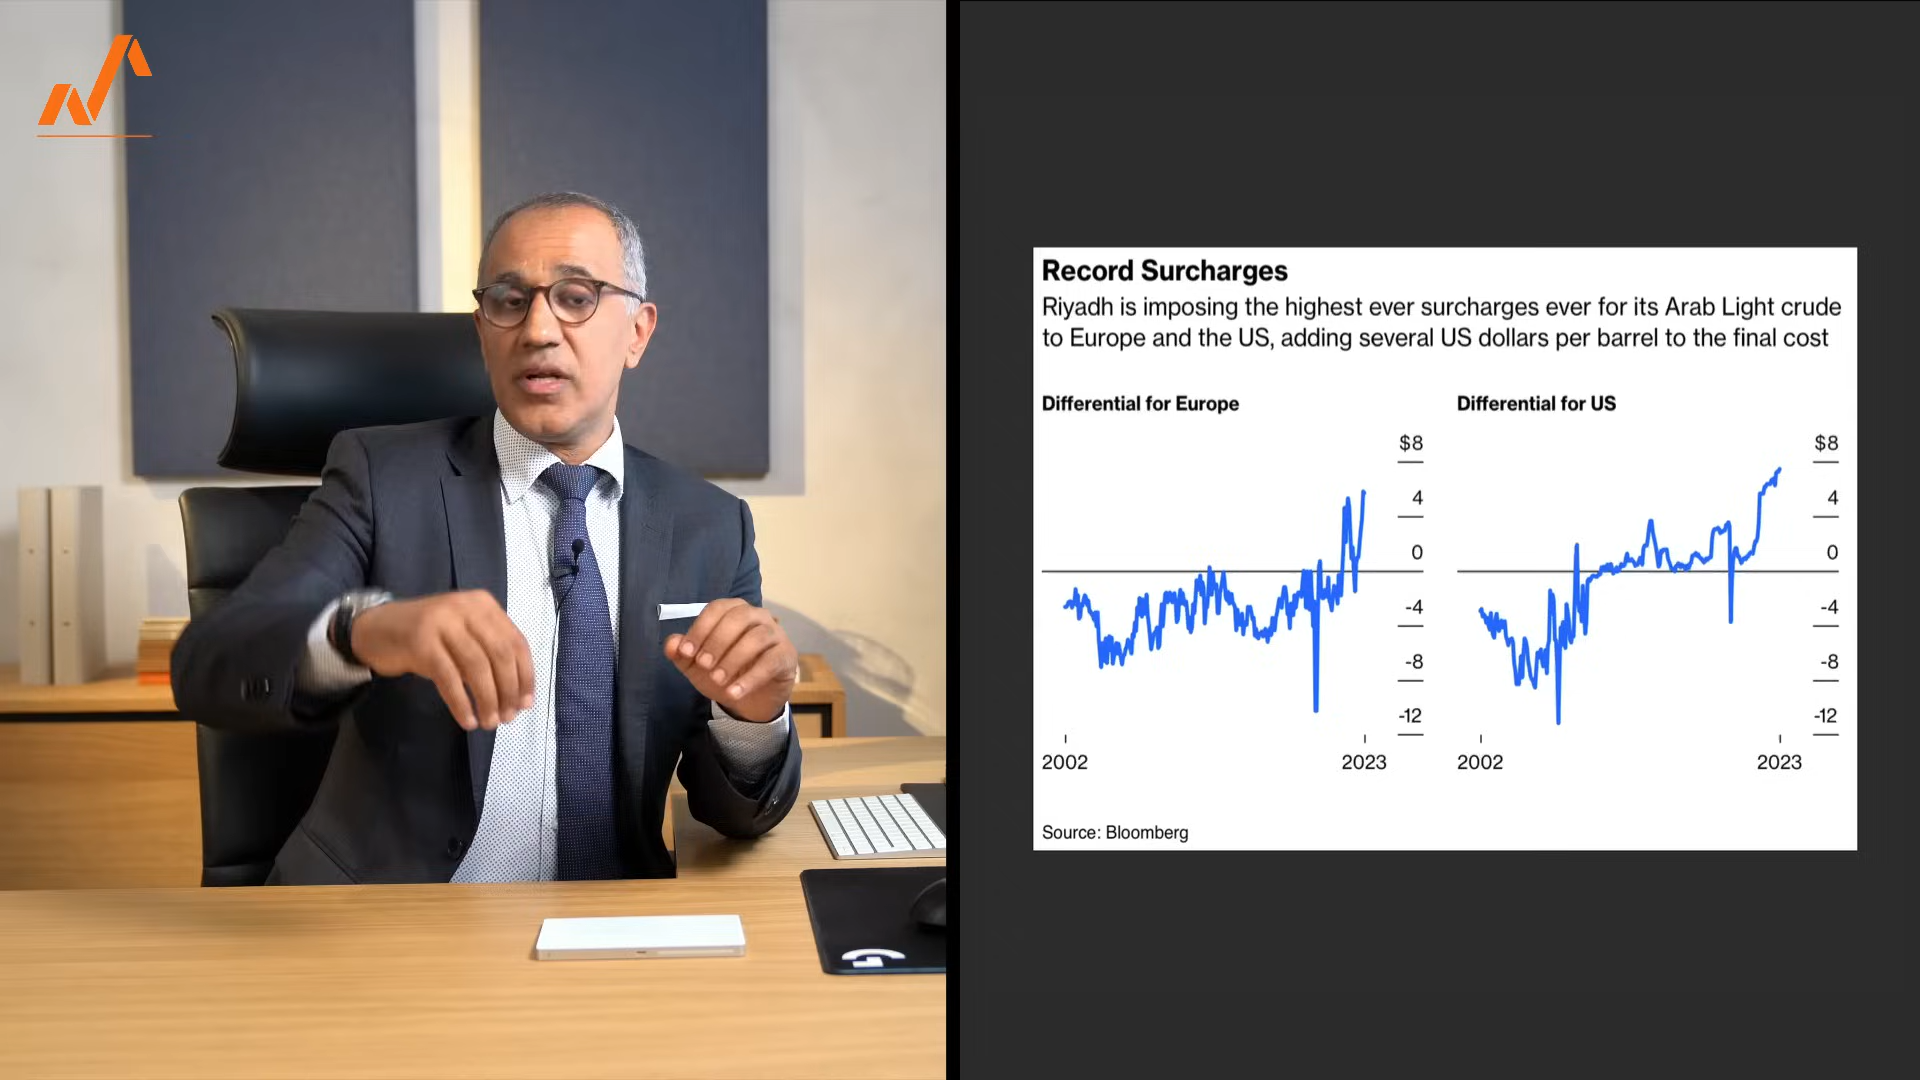 Record Surcharges
Riyadh is imposing the highest ever surcharges ever for its Arab Light crude
to Europe and the US, adding several US dollars per barrel to the final cost
Differential for Europe
$8
4
0
-4
-8
-12
2002 2023
Differential for US
$8
4
0
-4
-8
-12
2002 2023
Source: Bloomberg